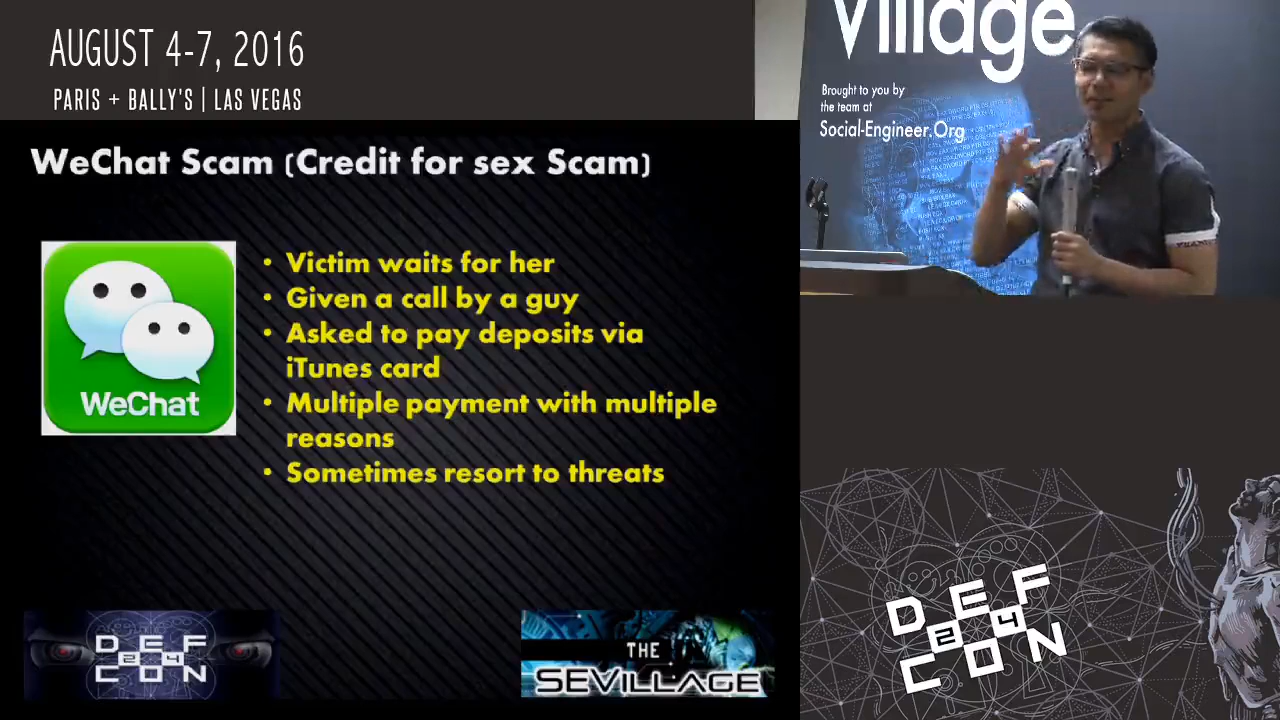 AUGUST 4-7, 2016
PARIS + BALLY'S | LAS VEGAS
Village
Brought to you by
the team at
Social-Engineer.Org
WeChat Scam (Credit for sex Scam)
WeChat
• Victim waits for her
• Given a call by a guy
• Asked to pay deposits via
iTunes card
• Multiple payment with multiple
reasons
• Sometimes resort to threats
DEF
24
CON
THE
SEVILLAGE
DEF
24
CON